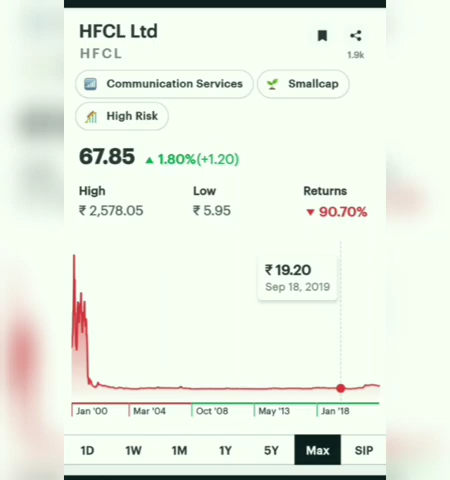 HFCL Ltd
HFCL
1.9k
Communication Services
Smallcap
High Risk
67.85 ▲ 1.80%(+1.20)
High Low Returns
₹ 2,578.05 ₹ 5.95 ▼ 90.70%
₹ 19.20
Sep 18, 2019
Jan '00 Mar '04 Oct '08 May '13 Jan '18
1D 1W 1M 1Y 5Y Max SIP